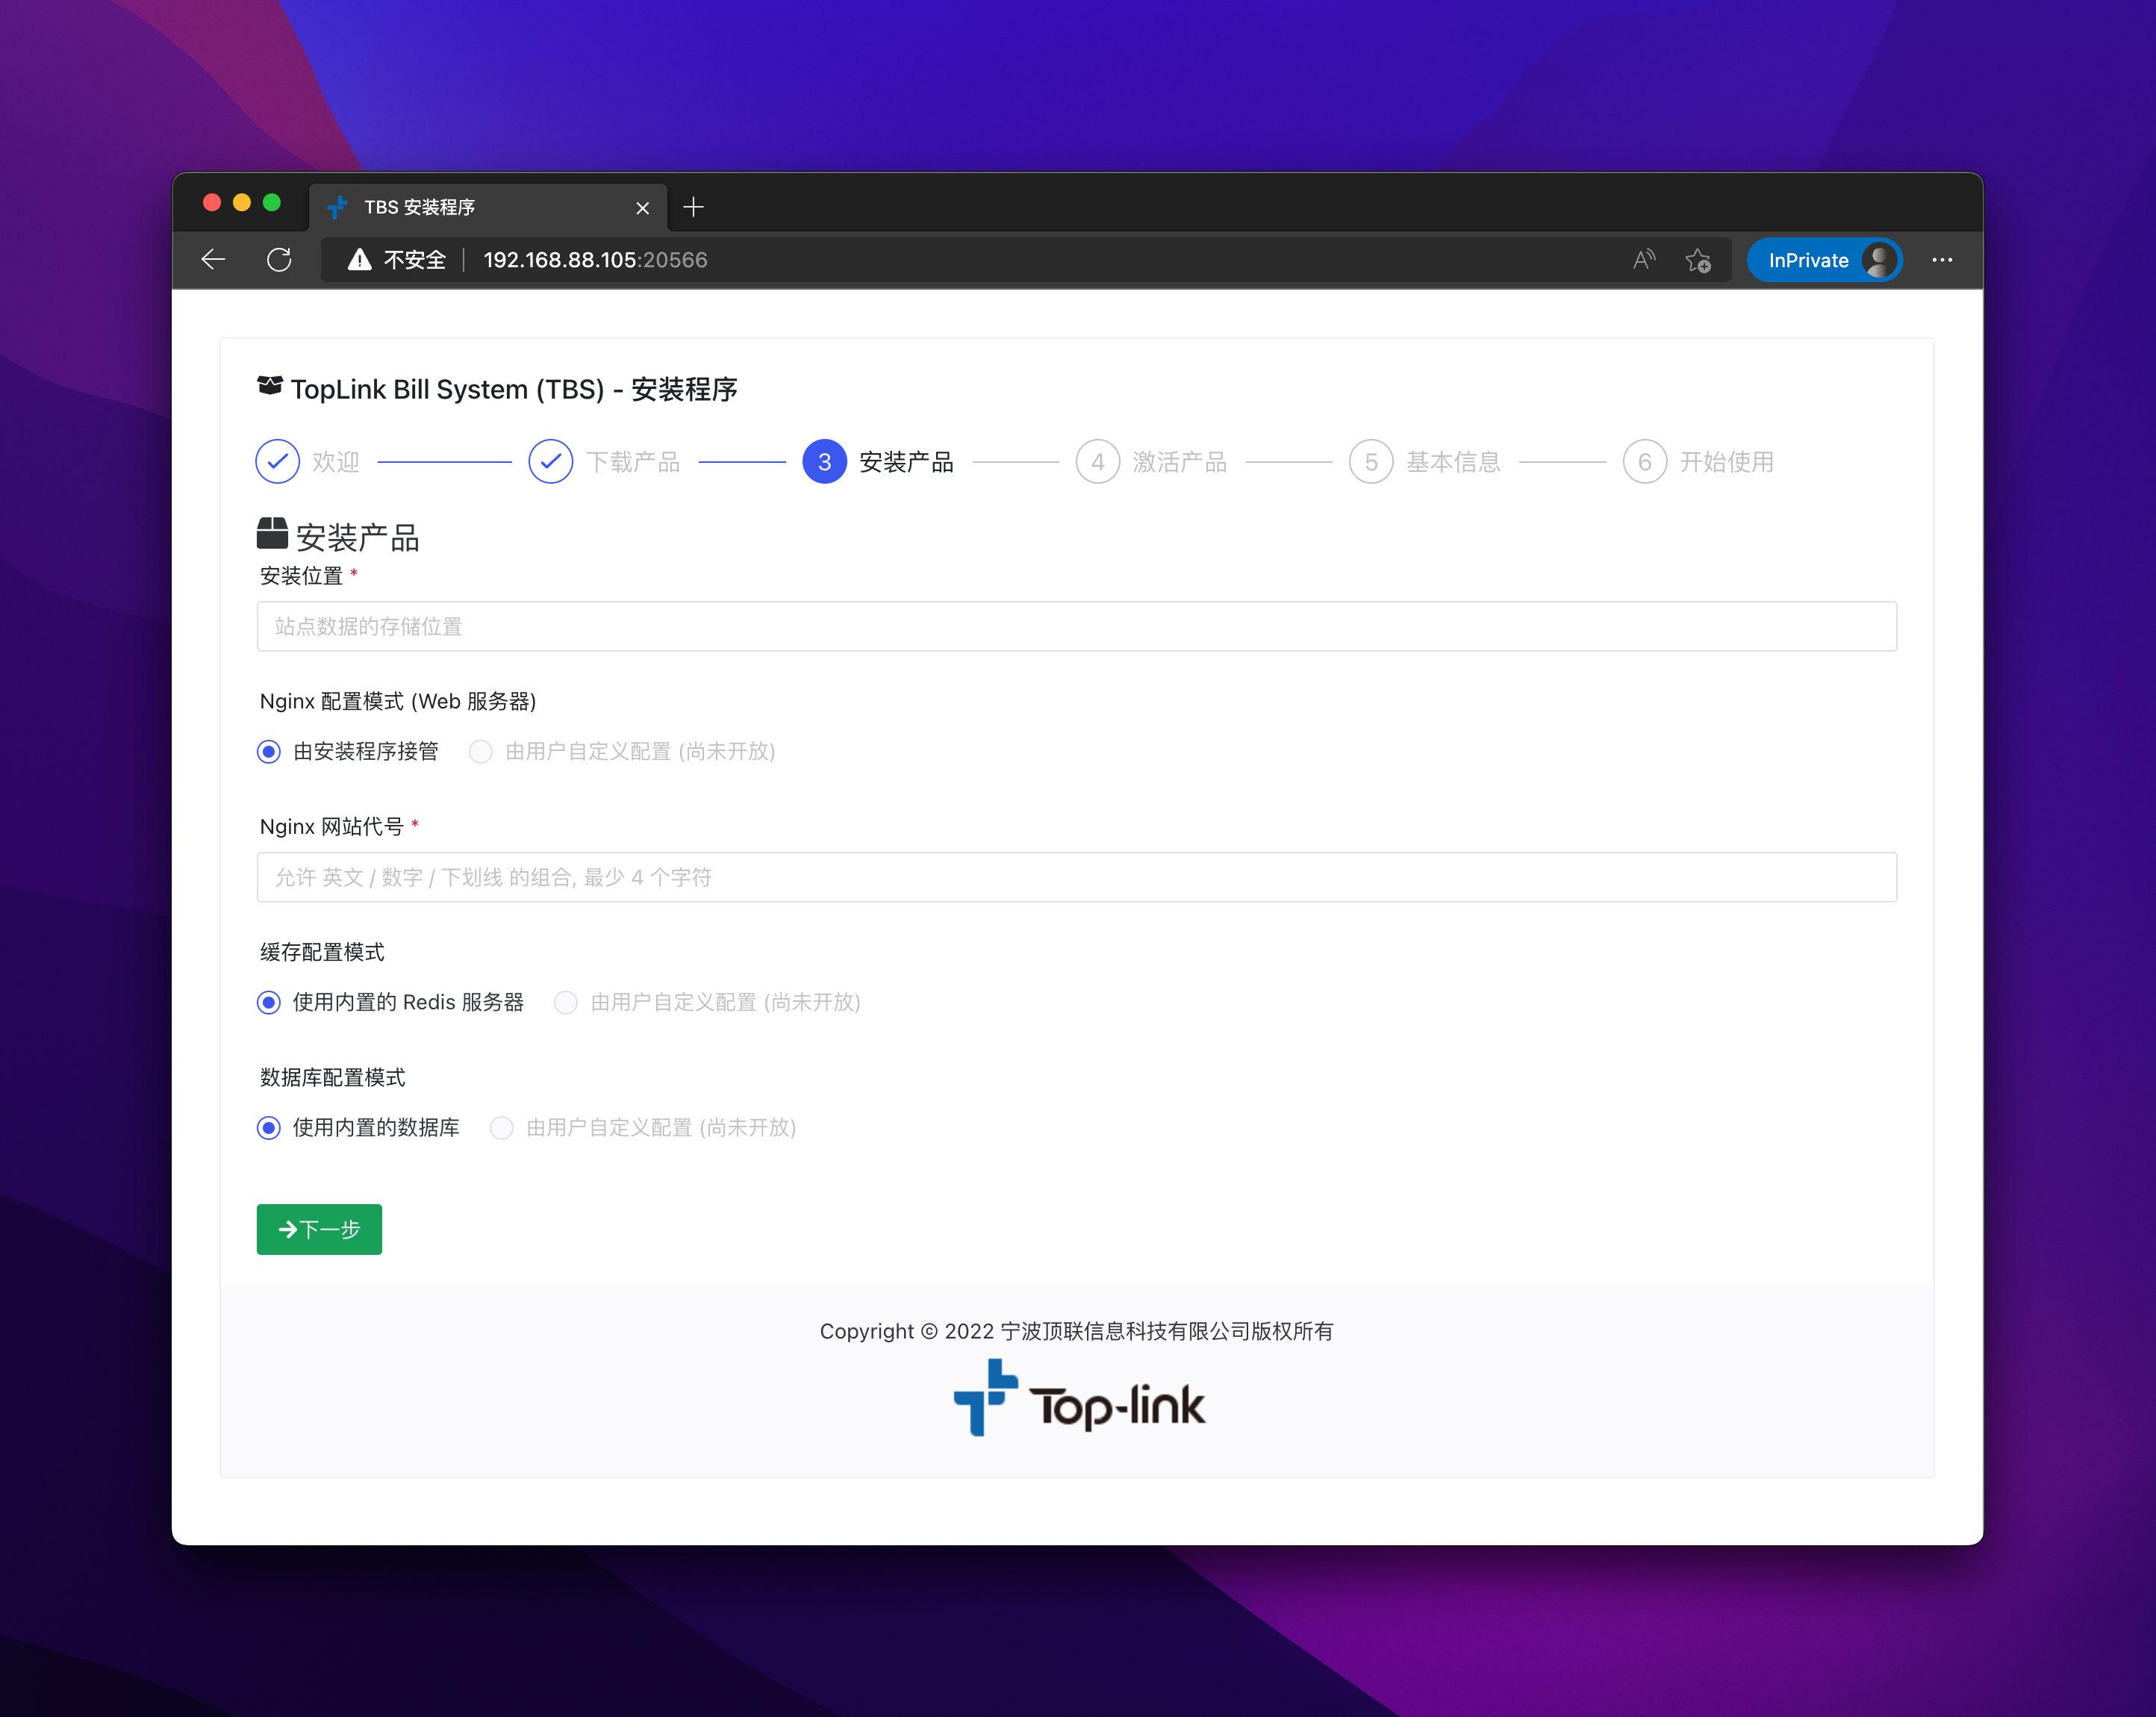 TBS 安装程序
不安全 192.168.88.105:20566
InPrivate
TopLink Bill System (TBS) - 安装程序
欢迎 下载产品 3 安装产品 4 激活产品 5 基本信息 6 开始使用
安装产品
安装位置 *
站点数据的存储位置
Nginx 配置模式 (Web 服务器)
由安装程序接管 由用户自定义配置 (尚未开放)
Nginx 网站代号 *
允许 英文 / 数字 / 下划线 的组合, 最少 4 个字符
缓存配置模式
使用内置的 Redis 服务器 由用户自定义配置 (尚未开放)
数据库配置模式
使用内置的数据库 由用户自定义配置 (尚未开放)
下一步
Copyright © 2022 宁波顶联信息科技有限公司版权所有
Top-link